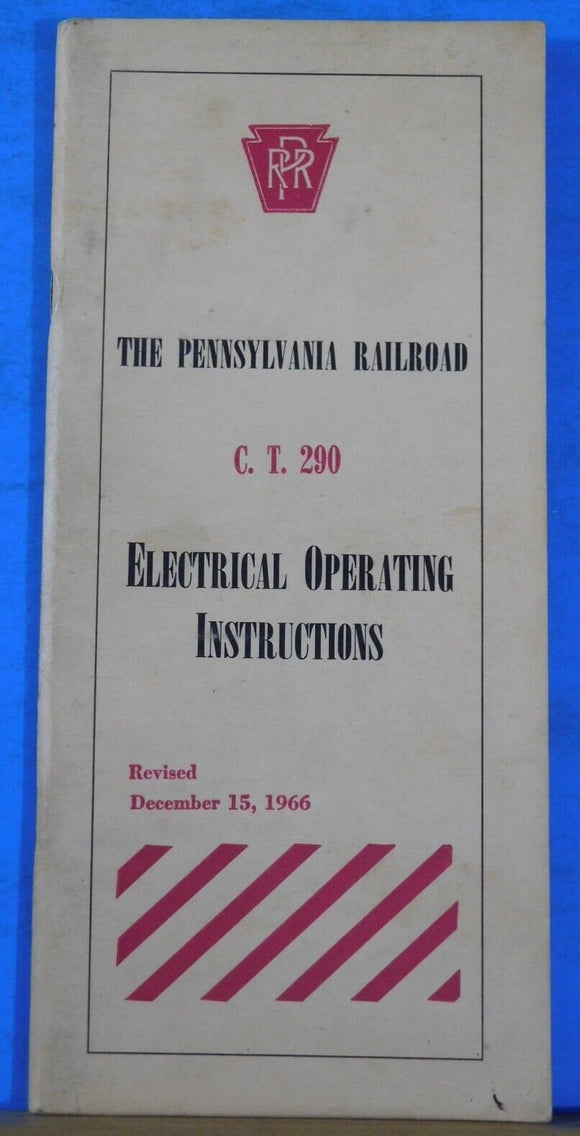 PRR
THE PENNSYLVANIA RAILROAD
C. T. 290
ELECTRICAL OPERATING
INSTRUCTIONS
Revised
December 15, 1966